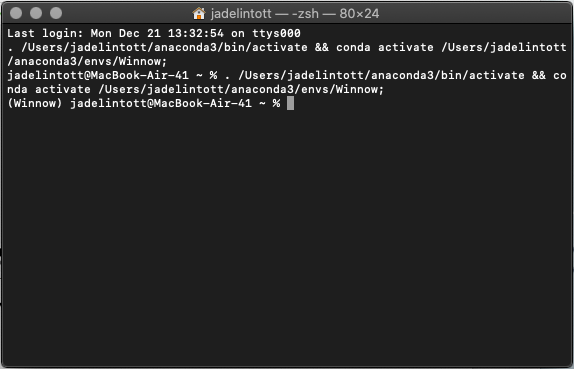 jadelintott — -zsh — 80×24
Last login: Mon Dec 21 13:32:54 on ttys000
. /Users/jadelintott/anaconda3/bin/activate && conda activate /Users/jadelintott
/anaconda3/envs/Winnow;
jadelintott@MacBook-Air-41 ~ % . /Users/jadelintott/anaconda3/bin/activate && co
nda activate /Users/jadelintott/anaconda3/envs/Winnow;
(Winnow) jadelintott@MacBook-Air-41 ~ %